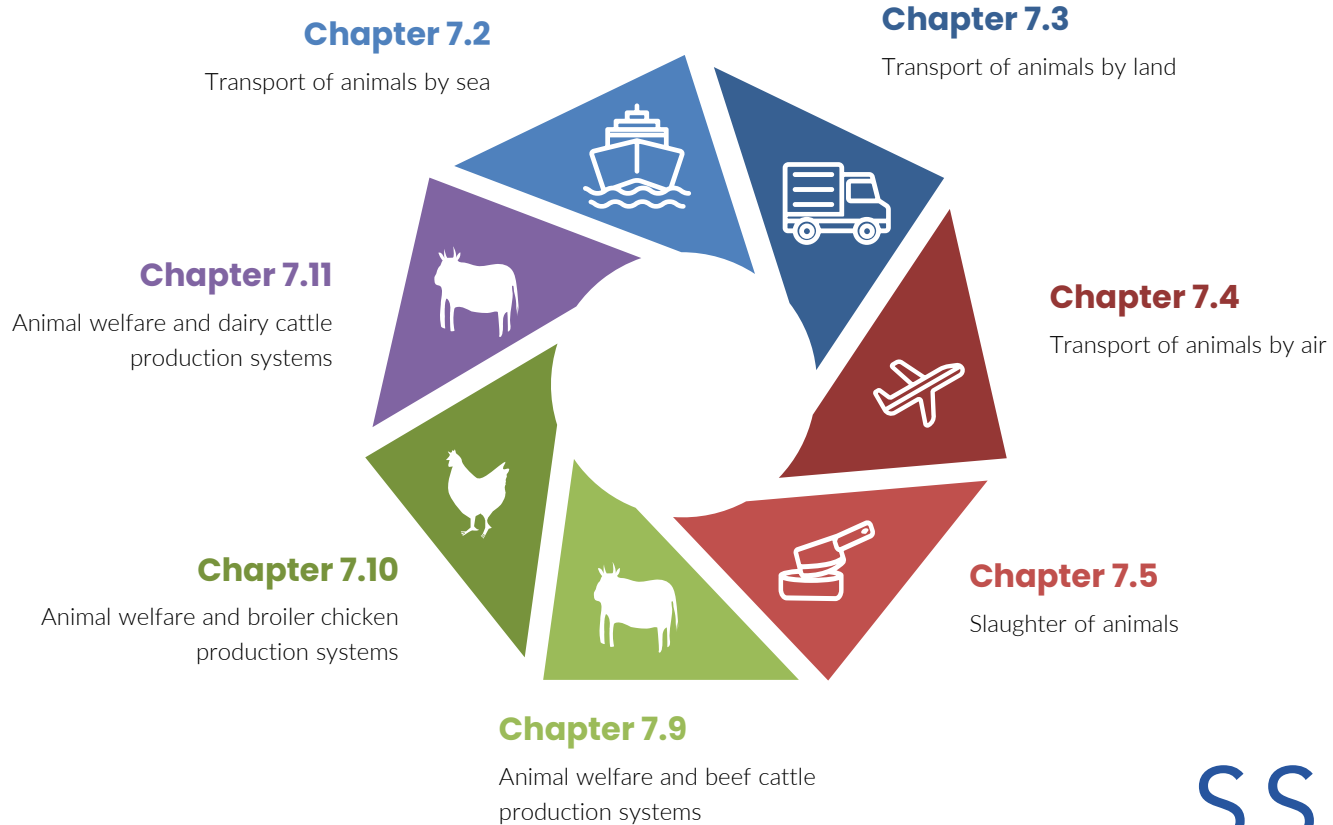 Chapter 7.2
Transport of animals by sea
Chapter 7.3
Transport of animals by land
Chapter 7.4
Transport of animals by air
Chapter 7.5
Slaughter of animals
Chapter 7.9
Animal welfare and beef cattle
production systems
Chapter 7.10
Animal welfare and broiler chicken
production systems
Chapter 7.11
Animal welfare and dairy cattle
production systems